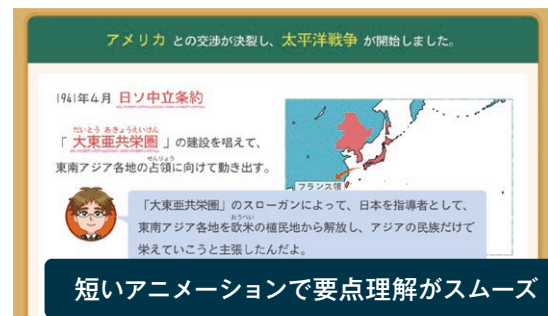 アメリカ との交渉が決裂し、太平洋戦争 が開始しました。
1941年4月 日ソ中立条約
だいとう あきょうえいけん
「 大東亜共栄圏 」の建設を唱えて、
せんりょう
東南アジア各地の占領に向けて動き出す。
フランス領
「大東亜共栄圏」のスローガンによって、日本を指導者として、
おうべい
東南アジア各地を欧米の植民地から解放し、アジアの民族だけで
栄えていこうと主張したんだよ。
短いアニメーションで要点理解がスムーズ